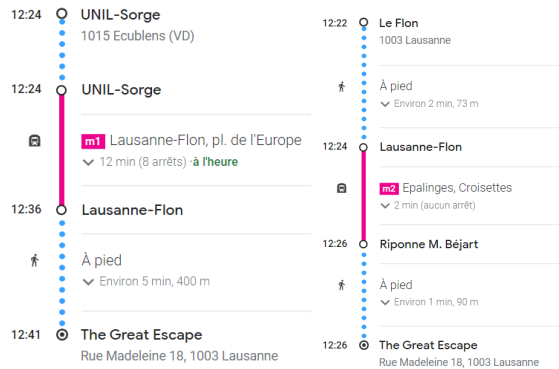 12:24 UNIL-Sorge
1015 Ecublens (VD)
12:24 UNIL-Sorge
m1 Lausanne-Flon, pl. de l'Europe
12 min (8 arrêts) · à l'heure
12:36 Lausanne-Flon
À pied
Environ 5 min, 400 m
12:41 The Great Escape
Rue Madeleine 18, 1003 Lausanne
12:22 Le Flon
1003 Lausanne
À pied
Environ 2 min, 73 m
12:24 Lausanne-Flon
m2 Epalinges, Croisettes
2 min (aucun arrêt)
12:26 Riponne M. Béjart
À pied
Environ 1 min, 90 m
12:26 The Great Escape
Rue Madeleine 18, 1003 Lausanne